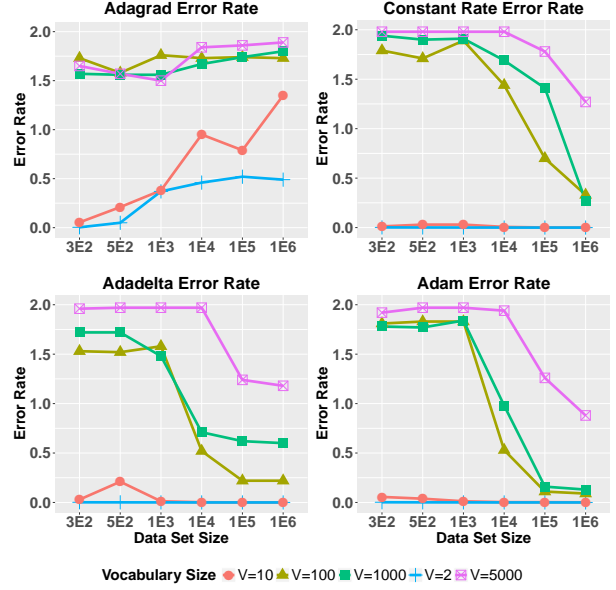 Adagrad Error Rate
Error Rate
2.0
1.5
1.0
0.5
0.0
3E2 5E2 1E3 1E4 1E5 1E6
Constant Rate Error Rate
Error Rate
2.0
1.5
1.0
0.5
0.0
3E2 5E2 1E3 1E4 1E5 1E6
Adadelta Error Rate
Error Rate
2.0
1.5
1.0
0.5
0.0
3E2 5E2 1E3 1E4 1E5 1E6
Data Set Size
Adam Error Rate
Error Rate
2.0
1.5
1.0
0.5
0.0
3E2 5E2 1E3 1E4 1E5 1E6
Data Set Size
Vocabulary Size V=10 V=100 V=1000 V=2 V=5000